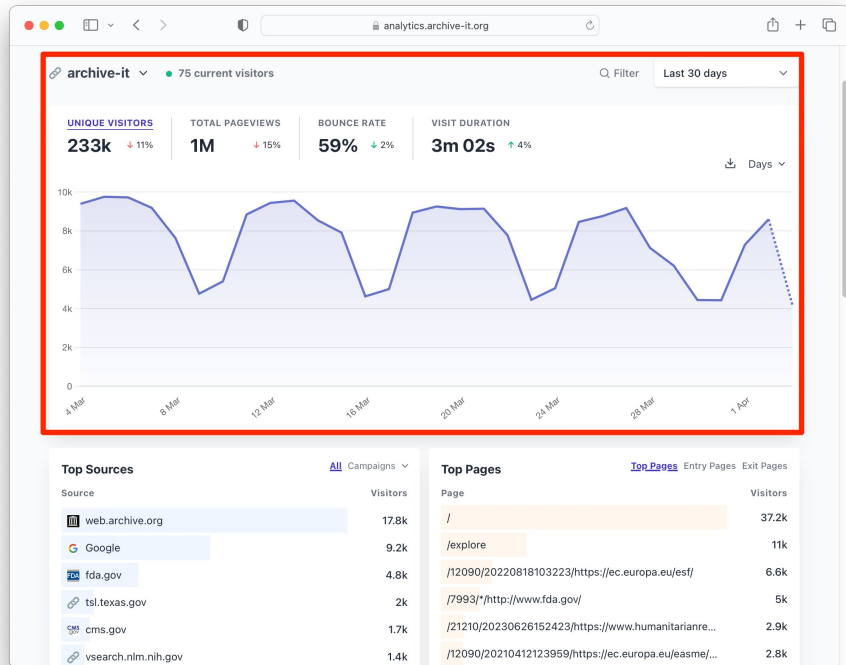 analytics.archive-it.org
archive-it
75 current visitors
Filter
Last 30 days
UNIQUE VISITORS
233k ↓ 11%
TOTAL PAGEVIEWS
1M ↓ 15%
BOUNCE RATE
59% ↓ 2%
VISIT DURATION
3m 02s ↑ 4%
Days
10k
8k
6k
4k
2k
0
4 Mar
8 Mar
12 Mar
16 Mar
20 Mar
24 Mar
28 Mar
1 Apr
Top Sources
All Campaigns
Source Visitors
web.archive.org 17.8k
Google 9.2k
FDA fda.gov 4.8k
tsl.texas.gov 2k
CMS GOV cms.gov 1.7k
vsearch.nlm.nih.gov 1.4k
Top Pages
Top Pages Entry Pages Exit Pages
Page Visitors
/ 37.2k
/explore 11k
/12090/20220818103223/https://ec.europa.eu/esf/ 6.6k
/7993/*/http://www.fda.gov/ 5k
/21210/20230626152423/https://www.humanitarianre... 2.9k
/12090/20210412123959/https://ec.europa.eu/easme/... 2.8k